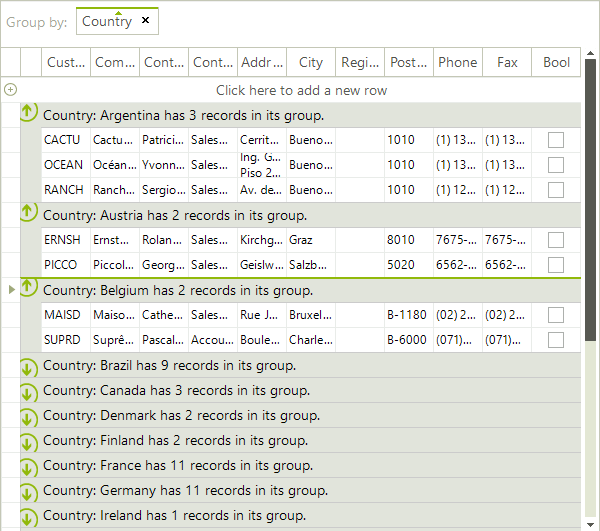 Group by: Country ×
Cust... Com... Cont... Cont... Addr... City Regi... Post... Phone Fax Bool
Click here to add a new row
Country: Argentina has 3 records in its group.
CACTU Cactu... Patrici... Sales... Cerrit... Bueno... 1010 (1) 13... (1) 13...
OCEAN Océan... Yvonn... Sales... Ing. G... Piso 2... Bueno... 1010 (1) 13... (1) 13...
RANCH Ranch... Sergio... Sales... Av. de... Bueno... 1010 (1) 12... (1) 12...
Country: Austria has 2 records in its group.
ERNSH Ernst... Rolan... Sales... Kirchg... Graz 8010 7675-... 7675-...
PICCO Piccol... Georg... Sales... Geislw... Salzb... 5020 6562-... 6562-...
Country: Belgium has 2 records in its group.
MAISD Maiso... Cathe... Sales... Rue J... Bruxel... B-1180 (02) 2... (02) 2...
SUPRD Suprê... Pascal... Accou... Boule... Charle... B-6000 (071)... (071)...
Country: Brazil has 9 records in its group.
Country: Canada has 3 records in its group.
Country: Denmark has 2 records in its group.
Country: Finland has 2 records in its group.
Country: France has 11 records in its group.
Country: Germany has 11 records in its group.
Country: Ireland has 1 records in its group.